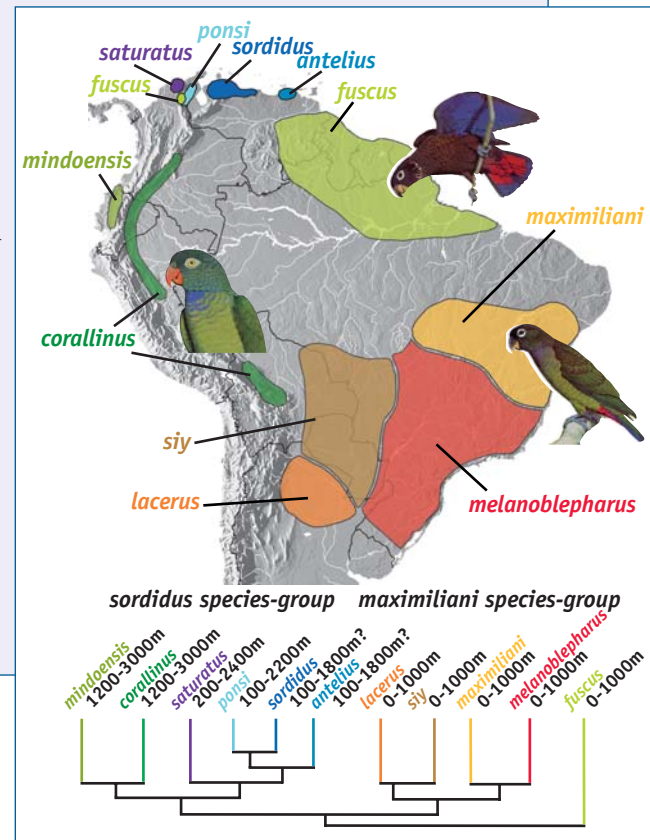 ponsi
saturatus
sordidus
fuscus
antelius
fuscus
mindoensis
maximiliani
corallinus
siy
lacerus
melanoblepharus
sordidus species-group
maximiliani species-group
mindoensis
1200-3000m
corallinus
1200-3000m
saturatus
200-2400m
ponsi
100-2200m
sordidus
100-1800m?
antelius
100-1800m?
lacerus
0-1000m
siy
0-1000m
maximiliani
0-1000m
melanoblepharus
0-1000m
fuscus
0-1000m